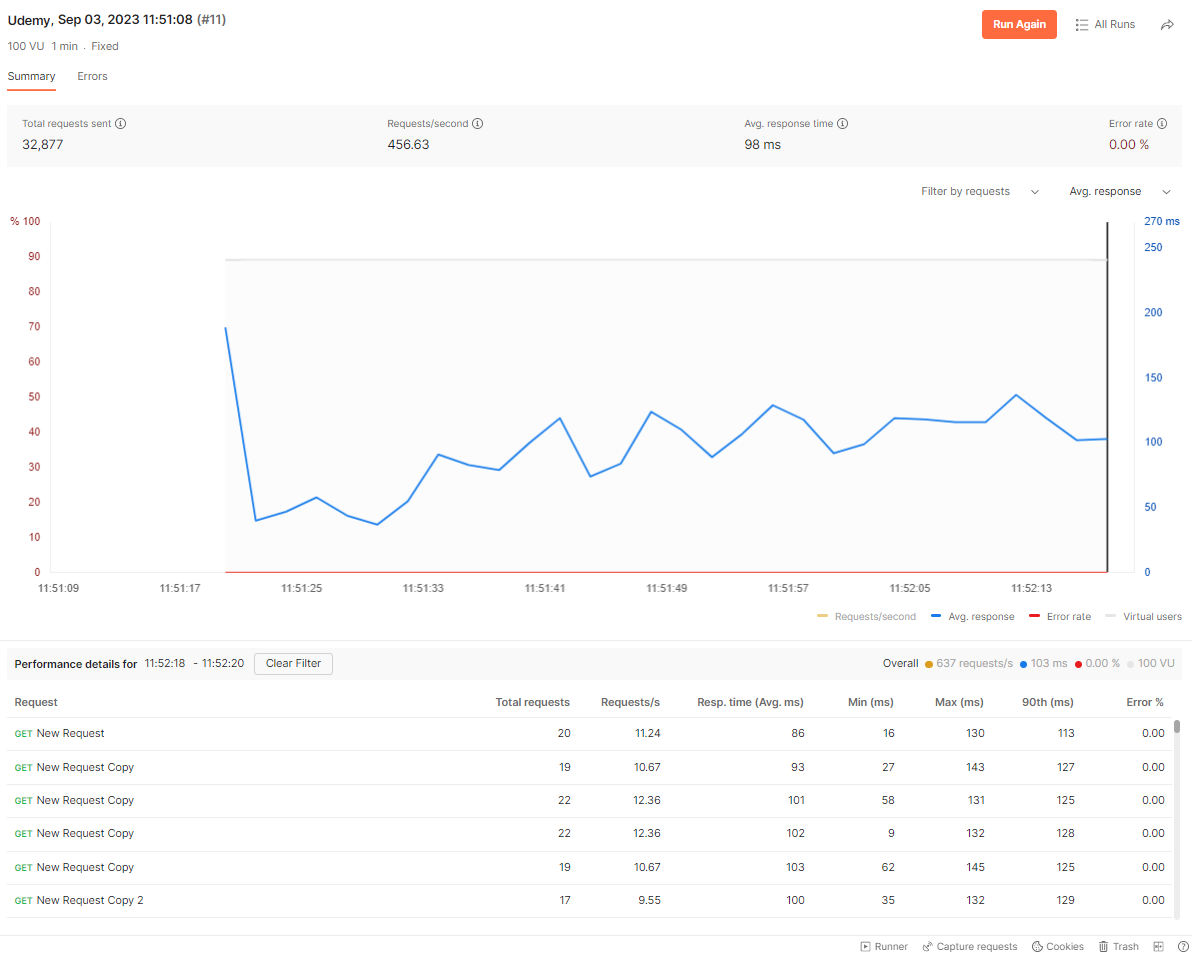 Udemy, Sep 03, 2023 11:51:08 (#11)
Run Again
All Runs
100 VU 1 min . Fixed
Summary Errors
Total requests sent Requests/second Avg. response time Error rate
32,877 456.63 98 ms 0.00 %
Filter by requests Avg. response
% 100 270 ms
90 250
80
70 200
60
50 150
40 100
30
20 50
10
0 0
11:51:09 11:51:17 11:51:25 11:51:33 11:51:41 11:51:49 11:51:57 11:52:05 11:52:13
Requests/second Avg. response Error rate Virtual users
Performance details for 11:52:18 - 11:52:20 Clear Filter Overall 637 requests/s 103 ms 0.00 % 100 VU
Request Total requests Requests/s Resp. time (Avg. ms) Min (ms) Max (ms) 90th (ms) Error %
GET New Request 20 11.24 86 16 130 113 0.00
GET New Request Copy 19 10.67 93 27 143 127 0.00
GET New Request Copy 22 12.36 101 58 131 125 0.00
GET New Request Copy 22 12.36 102 9 132 128 0.00
GET New Request Copy 19 10.67 103 62 145 125 0.00
GET New Request Copy 2 17 9.55 100 35 132 129 0.00
Runner Capture requests Cookies Trash